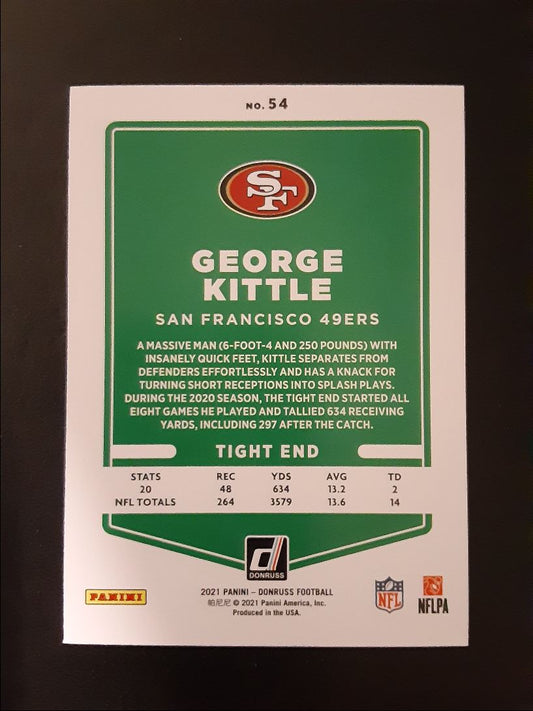 NO. 54
SF
GEORGE
KITTLE
SAN FRANCISCO 49ERS
A MASSIVE MAN (6-FOOT-4 AND 250 POUNDS) WITH
INSANELY QUICK FEET, KITTLE SEPARATES FROM
DEFENDERS EFFORTLESSLY AND HAS A KNACK FOR
TURNING SHORT RECEPTIONS INTO SPLASH PLAYS.
DURING THE 2020 SEASON, THE TIGHT END STARTED ALL
EIGHT GAMES HE PLAYED AND TALLIED 634 RECEIVING
YARDS, INCLUDING 297 AFTER THE CATCH.
TIGHT END
STATS REC YDS AVG TD
20 48 634 13.2 2
NFL TOTALS 264 3579 13.6 14
d
DONRUSS
2021 PANINI – DONRUSS FOOTBALL
帕尼尼 © 2021 Panini America, Inc.
Produced in the USA.
PANINI
NFL
NFLPA